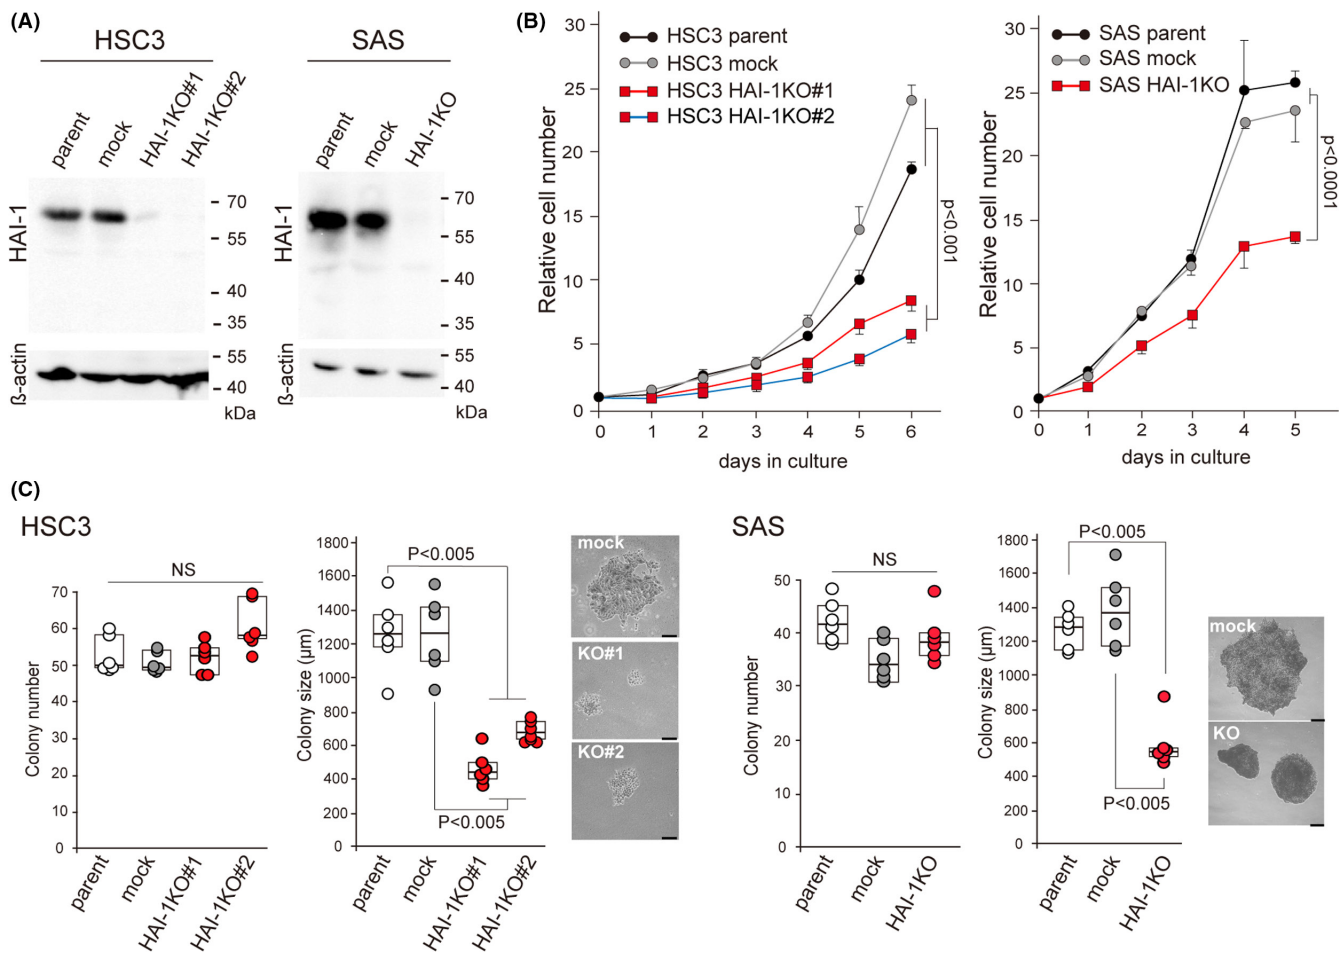 (A)
HSC3
SAS
parent
mock
HAI-1KO#1
HAI-1KO#2
parent
mock
HAI-1KO
HAI-1
- 70
- 55
- 40
- 35
HAI-1
- 70
- 55
- 40
- 35
ß-actin
- 55
- 40
kDa
ß-actin
- 55
- 40
kDa
(B)
HSC3 parent
HSC3 mock
HSC3 HAI-1KO#1
HSC3 HAI-1KO#2
Relative cell number
30
25
20
15
10
5
0
0 1 2 3 4 5 6
days in culture
p<0.001
SAS parent
SAS mock
SAS HAI-1KO
Relative cell number
30
25
20
15
10
5
0
0 1 2 3 4 5
days in culture
p<0.0001
(C)
HSC3
NS
Colony number
70
60
50
40
30
20
10
0
parent
mock
HAI-1KO#1
HAI-1KO#2
P<0.005
Colony size (µm)
1800
1600
1400
1200
1000
800
600
400
200
0
P<0.005
parent
mock
HAI-1KO#1
HAI-1KO#2
mock
KO#1
KO#2
SAS
NS
Colony number
50
40
30
20
10
0
parent
mock
HAI-1KO
P<0.005
Colony size (µm)
1800
1600
1400
1200
1000
800
600
400
200
0
P<0.005
parent
mock
HAI-1KO
mock
KO